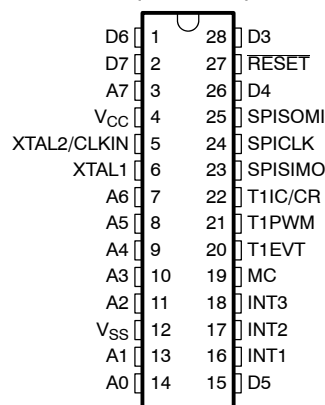 D6 1 28 D3
D7 2 27 RESET
A7 3 26 D4
VCC 4 25 SPISOMI
XTAL2/CLKIN 5 24 SPICLK
XTAL1 6 23 SPISIMO
A6 7 22 T1IC/CR
A5 8 21 T1PWM
A4 9 20 T1EVT
A3 10 19 MC
A2 11 18 INT3
VSS 12 17 INT2
A1 13 16 INT1
A0 14 15 D5